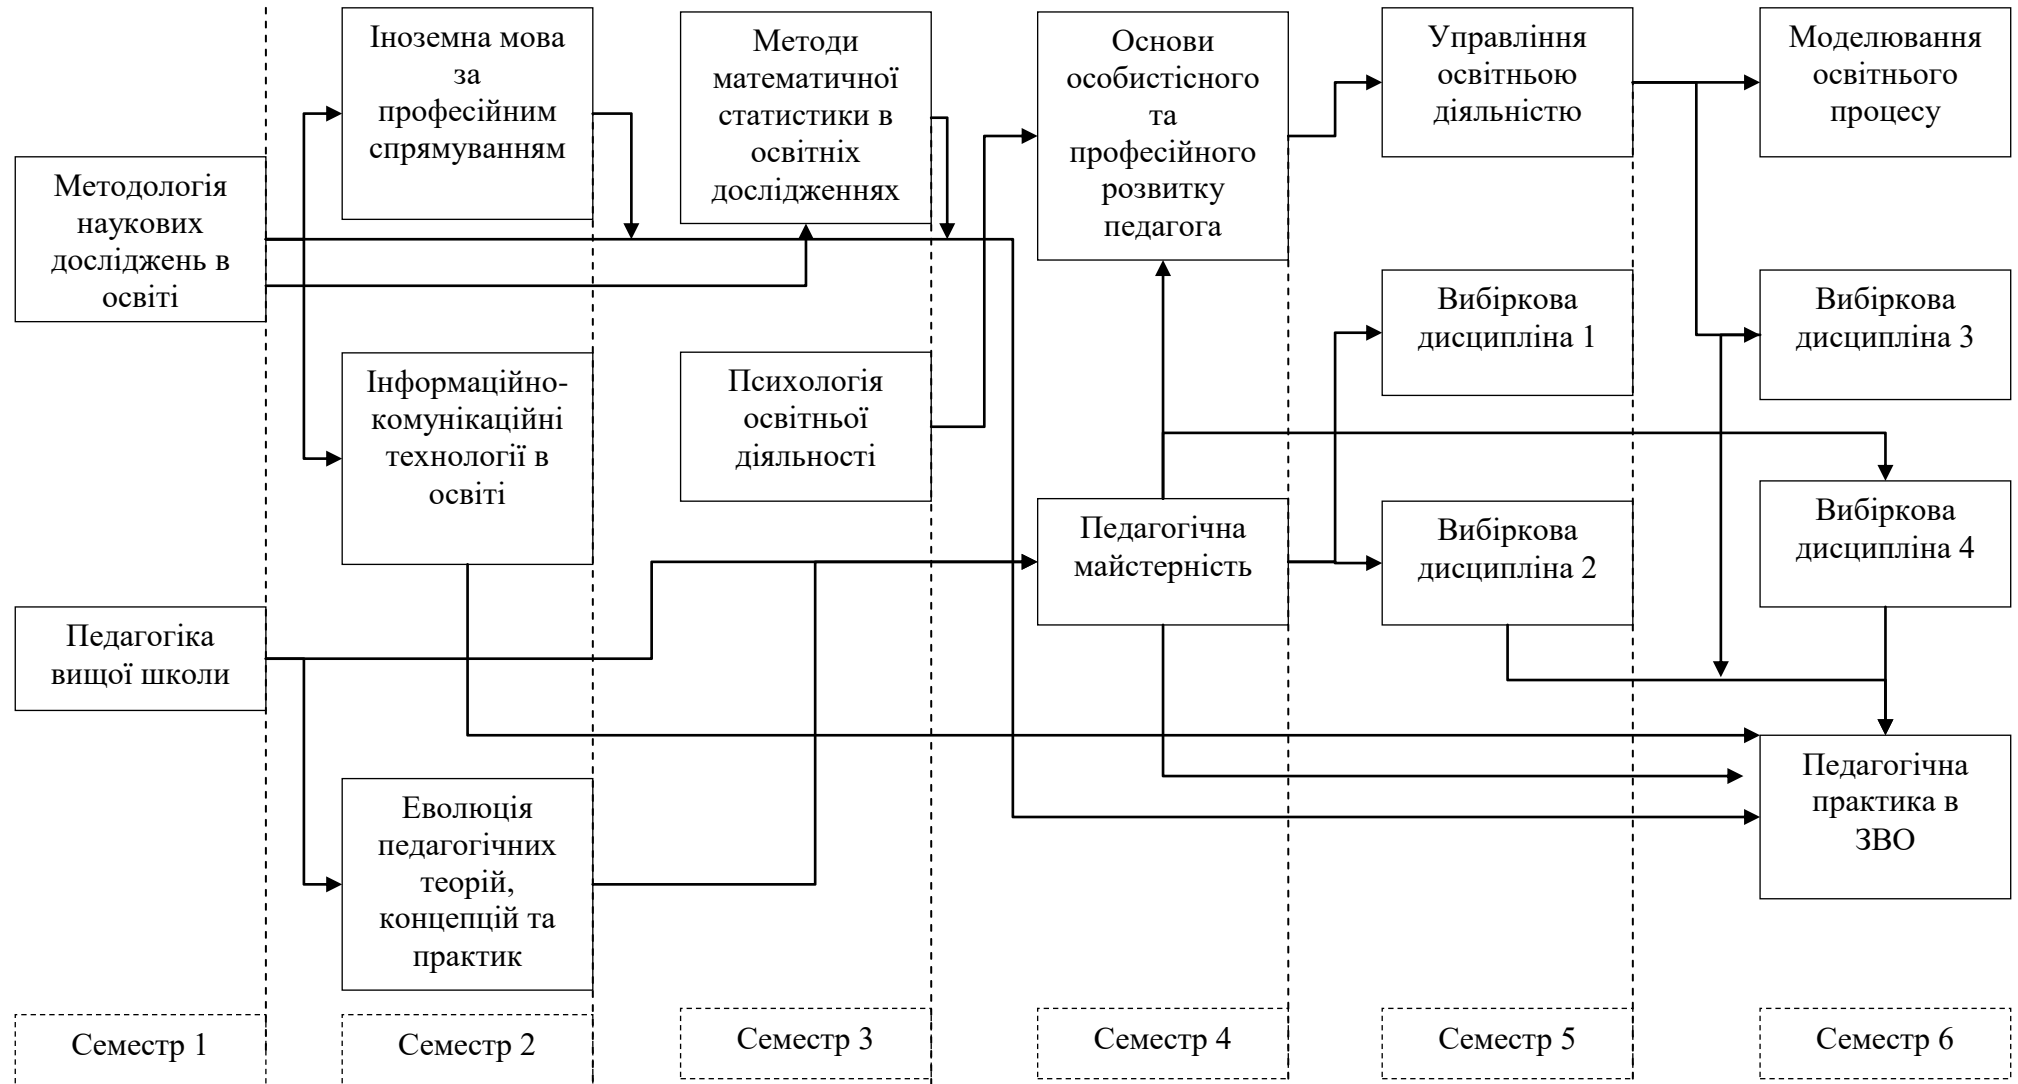 Методологія
наукових
досліджень в
освіті
Педагогіка
вищої школи
Іноземна мова
за
професійним
спрямуванням
Інформаційно-
комунікаційні
технології в
освіті
Еволюція
педагогічних
теорій,
концепцій та
практик
Методи
математичної
статистики в
освітніх
дослідженнях
Психологія
освітньої
діяльності
Основи
особистісного
та
професійного
розвитку
педагога
Педагогічна
майстерність
Управління
освітньою
діяльністю
Вибіркова
дисципліна 1
Вибіркова
дисципліна 2
Моделювання
освітнього
процесу
Вибіркова
дисципліна 3
Вибіркова
дисципліна 4
Педагогічна
практика в
ЗВО
Семестр 1
Семестр 2
Семестр 3
Семестр 4
Семестр 5
Семестр 6